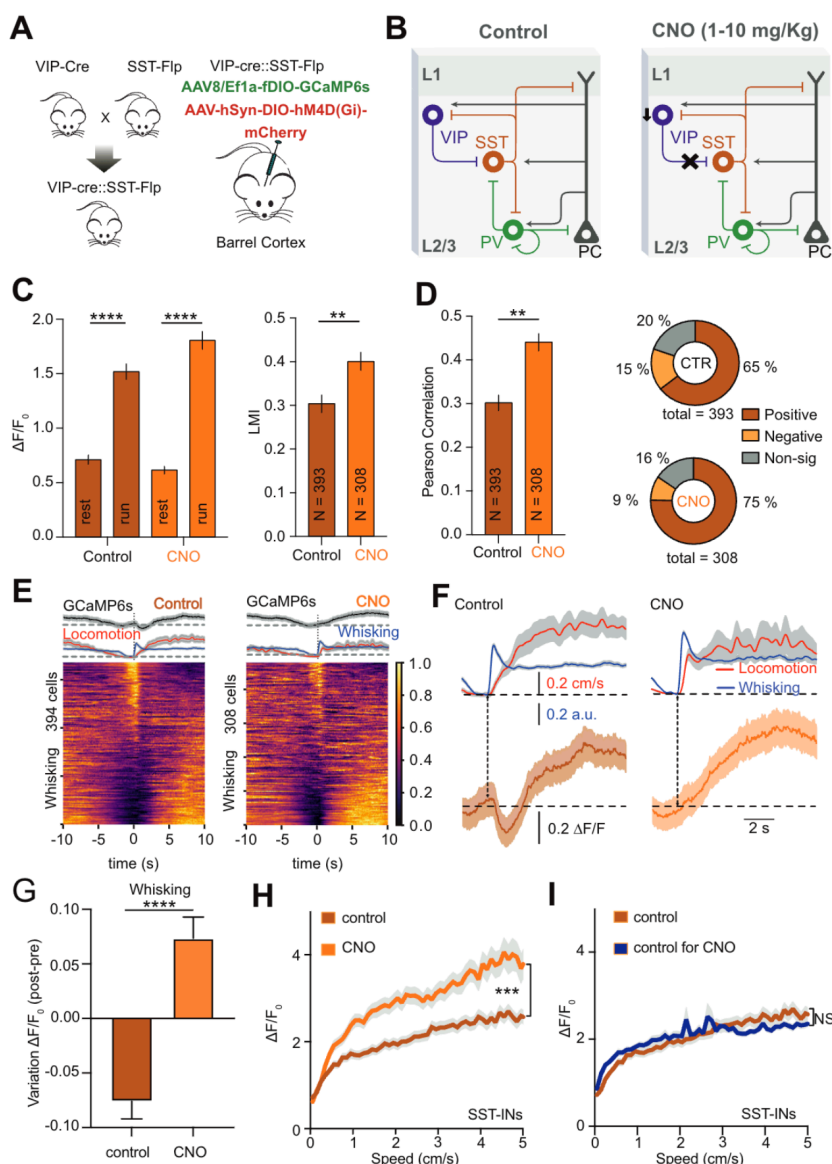 A
VIP-Cre
SST-Flp
X
VIP-cre::SST-Flp
VIP-cre::SST-Flp
AAV8/Ef1a-fDIO-GCaMP6s
AAV-hSyn-DIO-hM4D(Gi)-
mCherry
Barrel Cortex
B
Control
CNO (1-10 mg/Kg)
L1
VIP
SST
PV
L2/3
PC
L1
VIP
SST
PV
L2/3
PC
C
ΔF/F0
2.0
1.5
1.0
0.5
0.0
****
****
rest
run
rest
run
Control
CNO
LMI
0.5
0.4
0.3
0.2
0.1
0.0
**
N = 393
N = 308
Control
CNO
D
Pearson Correlation
0.5
0.4
0.3
0.2
0.1
0.0
**
N = 393
N = 308
Control
CNO
20 %
15 %
CTR
65 %
total = 393
Positive
Negative
Non-sig
16 %
9 %
CNO
75 %
total = 308
E
GCaMP6s
Control
Locomotion
394 cells
Whisking
-10
-5
0
5
10
time (s)
GCaMP6s
CNO
Whisking
308 cells
Whisking
-10
-5
0
5
10
time (s)
1.0
0.8
0.6
0.4
0.2
0.0
F
Control
CNO
Locomotion
Whisking
0.2 cm/s
0.2 a.u.
0.2 ΔF/F
2 s
G
Whisking
****
Variation ΔF/F0 (post-pre)
0.10
0.05
0.00
-0.05
-0.10
control
CNO
H
control
CNO
ΔF/F0
4
2
0
***
SST-INs
0
1
2
3
4
5
Speed (cm/s)
I
control
control for CNO
ΔF/F0
4
2
0
NS
SST-INs
0
1
2
3
4
5
Speed (cm/s)